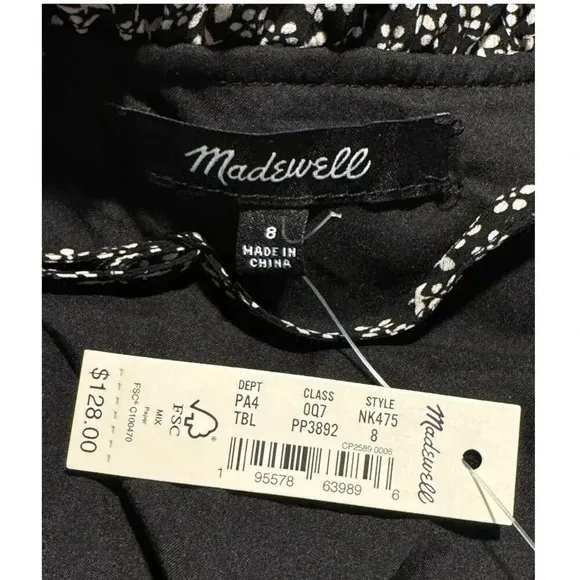 Madewell
8
MADE IN
CHINA
$128.00
FSC® C100470
Paper
MIX
FSC
®
DEPT CLASS STYLE
PA4 0Q7 NK475
TBL PP3892 8
CP2589 0006
1 95578 63989 6
Madewell